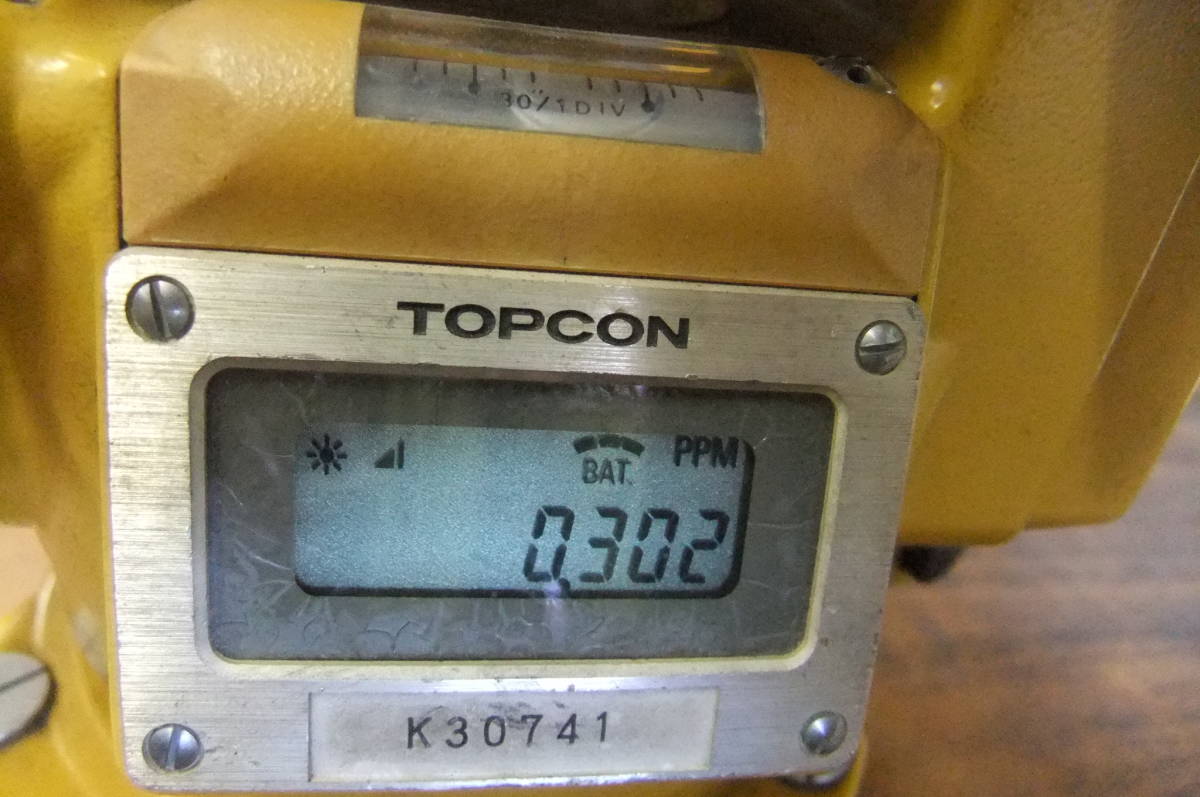 30″/1DIV
TOPCON
BAT. PPM
0.302
K30741